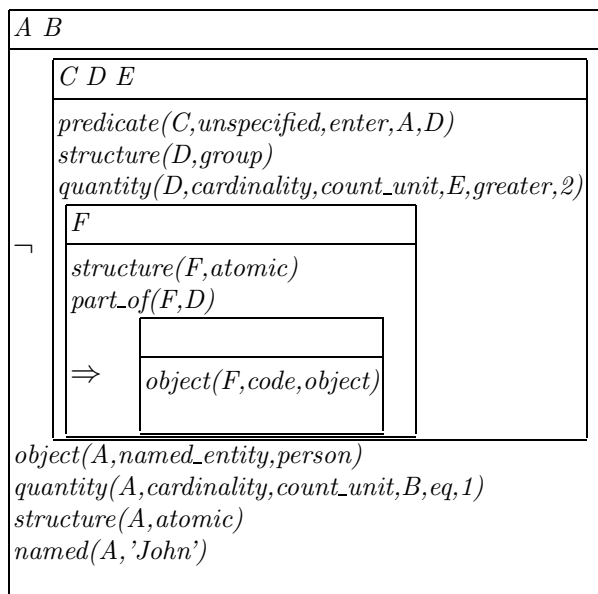 A B
C D E
predicate(C,unspecified,enter,A,D)
structure(D,group)
quantity(D,cardinality,count_unit,E,greater,2)
F
¬
structure(F,atomic)
part_of(F,D)
⇒ object(F,code,object)
object(A,named_entity,person)
quantity(A,cardinality,count_unit,B,eq,1)
structure(A,atomic)
named(A,'John')